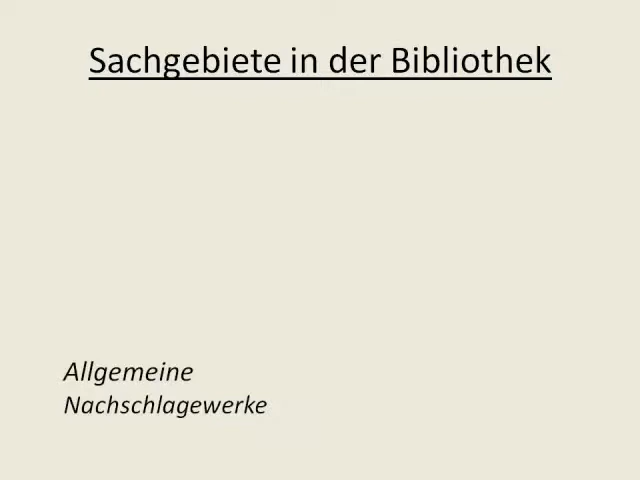 Sachgebiete in der Bibliothek
Allgemeine
Nachschlagewerke